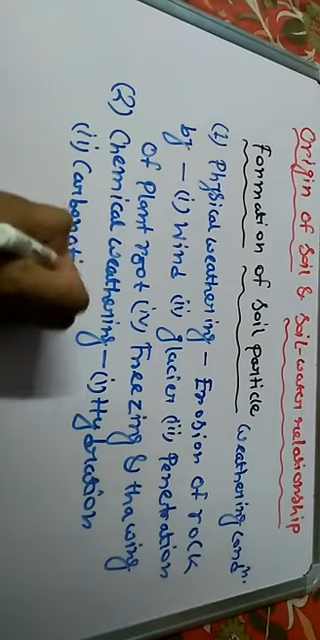 Origin of Soil & Soil-water relationship
Formation of Soil particle weathering condn.
(1) Physical weathering - Erosion of rock
by - (i) Wind (ii) glacier (iii) Penetration
of plant root (iv) Freezing & thawing
(2) Chemical weathering - (i) Hydration
(ii) Carbonati